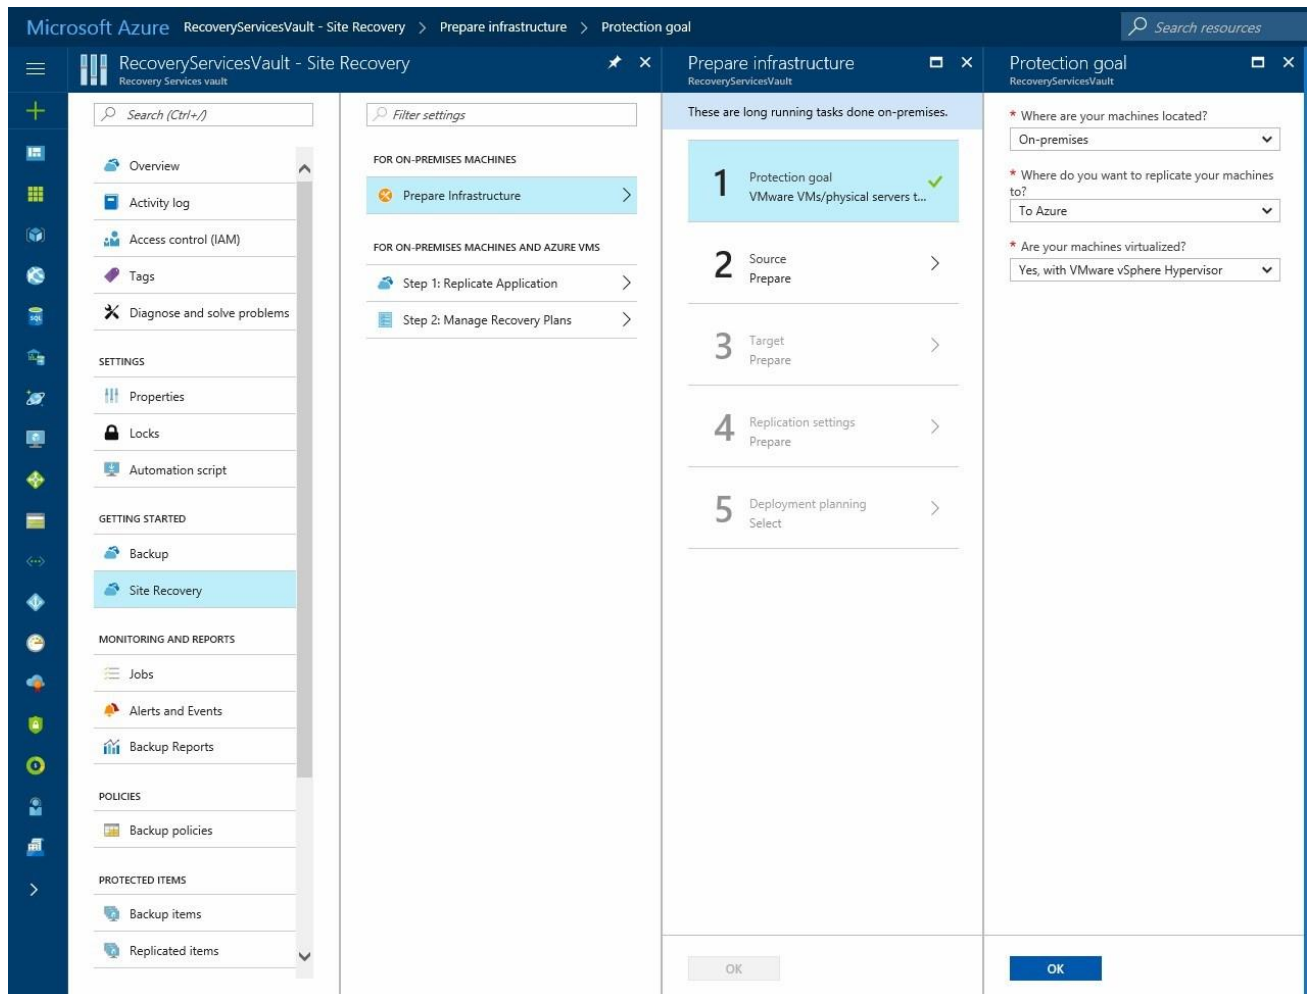 Microsoft Azure RecoveryServicesVault - Site Recovery > Prepare infrastructure > Protection goal
Search resources
RecoveryServicesVault - Site Recovery
Recovery Services vault
Search (Ctrl+/)
Overview
Activity log
Access control (IAM)
Tags
Diagnose and solve problems
SETTINGS
Properties
Locks
Automation script
GETTING STARTED
Backup
Site Recovery
MONITORING AND REPORTS
Jobs
Alerts and Events
Backup Reports
POLICIES
Backup policies
PROTECTED ITEMS
Backup items
Replicated items
Filter settings
FOR ON-PREMISES MACHINES
Prepare Infrastructure
FOR ON-PREMISES MACHINES AND AZURE VMS
Step 1: Replicate Application
Step 2: Manage Recovery Plans
Prepare infrastructure
RecoveryServicesVault
These are long running tasks done on-premises.
1
Protection goal
VMware VMs/physical servers t...
2
Source
Prepare
3
Target
Prepare
4
Replication settings
Prepare
5
Deployment planning
Select
OK
Protection goal
RecoveryServicesVault
* Where are your machines located?
On-premises
* Where do you want to replicate your machines
to?
To Azure
* Are your machines virtualized?
Yes, with VMware vSphere Hypervisor
OK